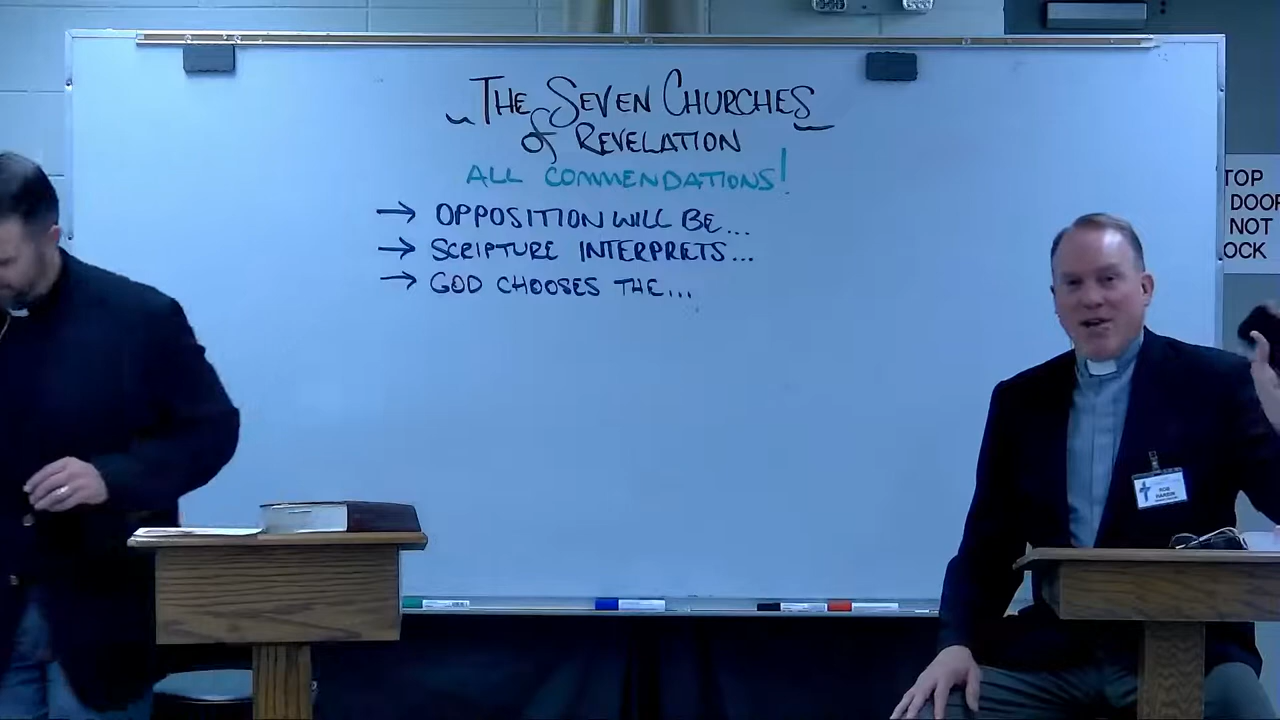 THE SEVEN CHURCHES
of REVELATION
ALL COMMENDATIONS!
→ OPPOSITION WILL BE...
→ SCRIPTURE INTERPRETS...
→ GOD CHOOSES THE...
TOP
DOOR
NOT
OCK
ROB